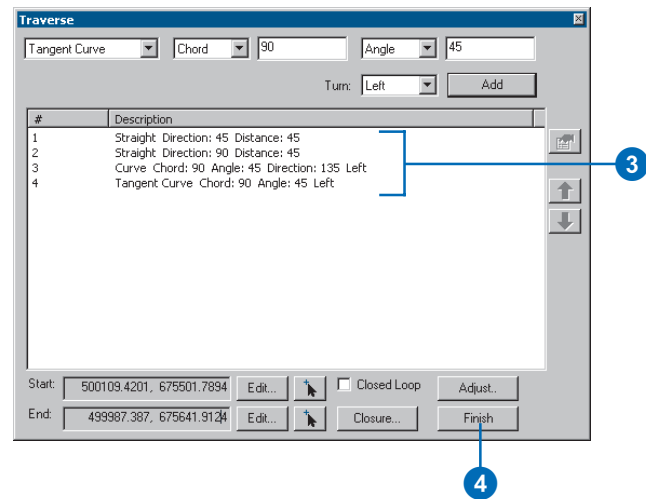 Traverse
Tangent Curve Chord 90 Angle 45
Turn: Left Add
# Description
1 Straight Direction: 45 Distance: 45
2 Straight Direction: 90 Distance: 45
3 Curve Chord: 90 Angle: 45 Direction: 135 Left
4 Tangent Curve Chord: 90 Angle: 45 Left
3
Start: 500109.4201, 675501.7894 Edit... Closed Loop Adjust..
End: 499987.387, 675641.9124 Edit... Closure... Finish
4